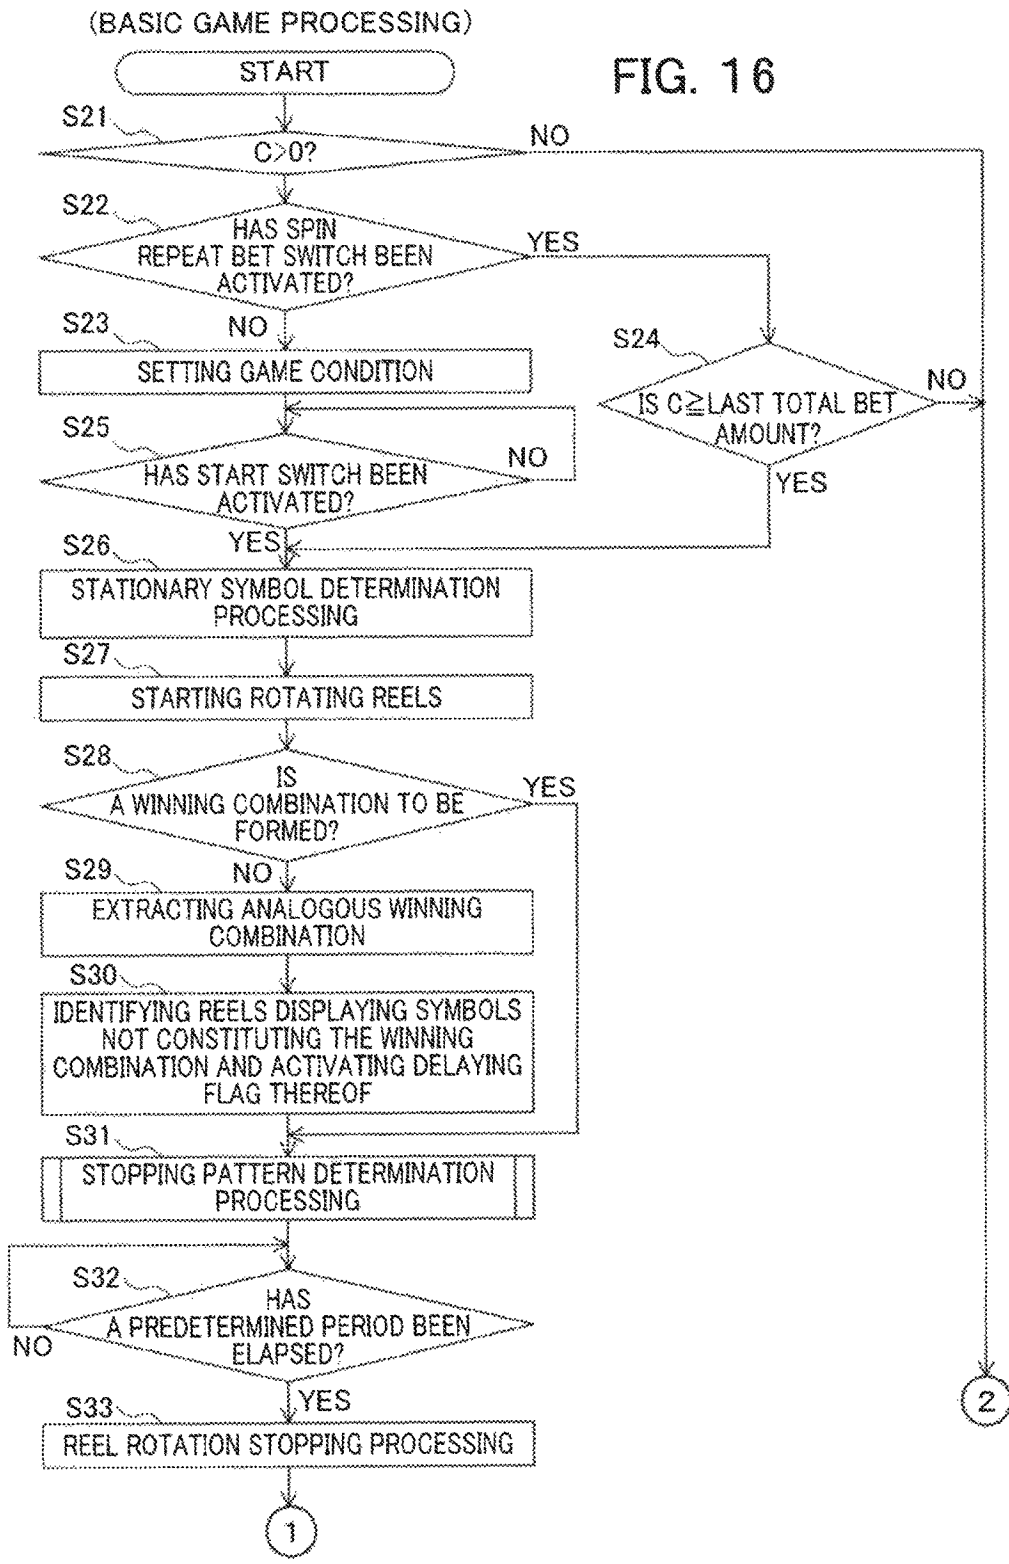 (BASIC GAME PROCESSING)
START
FIG. 16
S21
C>0?
NO
S22
HAS SPIN
REPEAT BET SWITCH BEEN
ACTIVATED?
YES
NO
S23
SETTING GAME CONDITION
S24
IS C≧LAST TOTAL BET
AMOUNT?
NO
YES
S25
HAS START SWITCH BEEN
ACTIVATED?
NO
YES
S26
STATIONARY SYMBOL DETERMINATION
PROCESSING
S27
STARTING ROTATING REELS
S28
IS
A WINNING COMBINATION TO BE
FORMED?
YES
NO
S29
EXTRACTING ANALOGOUS WINNING
COMBINATION
S30
IDENTIFYING REELS DISPLAYING SYMBOLS
NOT CONSTITUTING THE WINNING
COMBINATION AND ACTIVATING DELAYING
FLAG THEREOF
S31
STOPPING PATTERN DETERMINATION
PROCESSING
S32
HAS
A PREDETERMINED PERIOD BEEN
ELAPSED?
NO
YES
S33
REEL ROTATION STOPPING PROCESSING
2
1